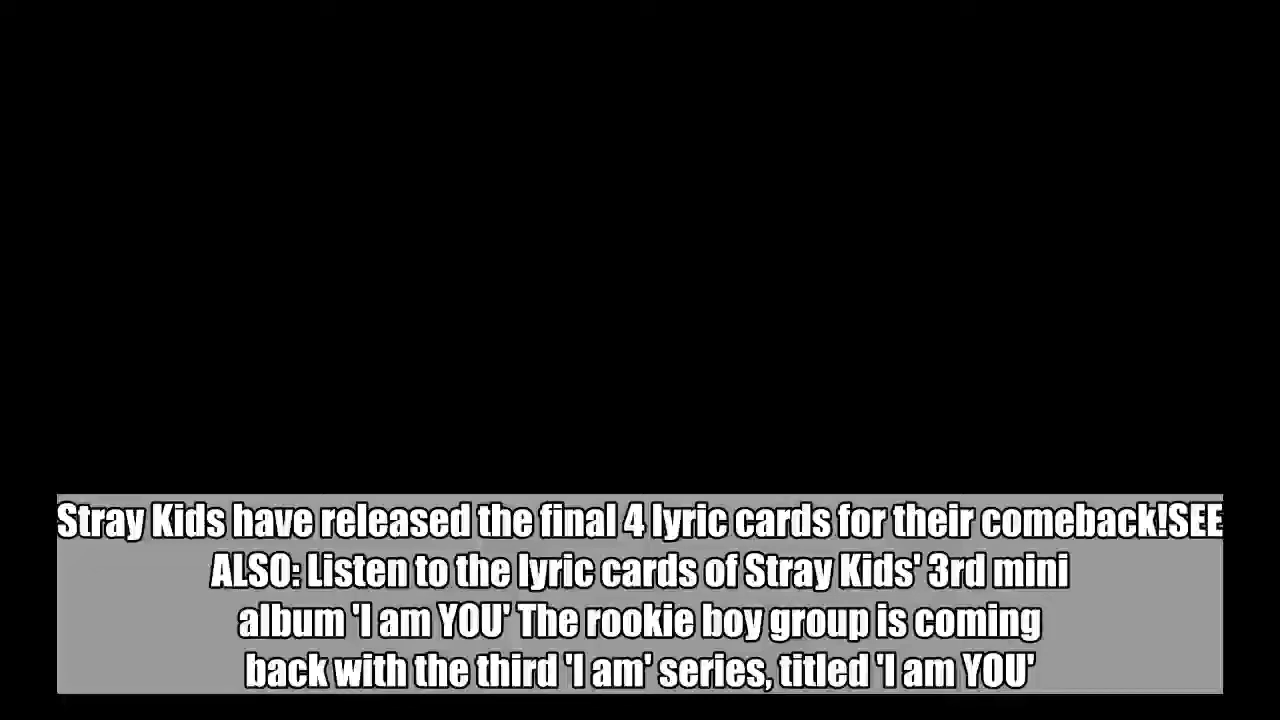 Stray Kids have released the final 4 lyric cards for their comeback!SEE
ALSO: Listen to the lyric cards of Stray Kids' 3rd mini
album 'I am YOU' The rookie boy group is coming
back with the third 'I am' series, titled 'I am YOU'